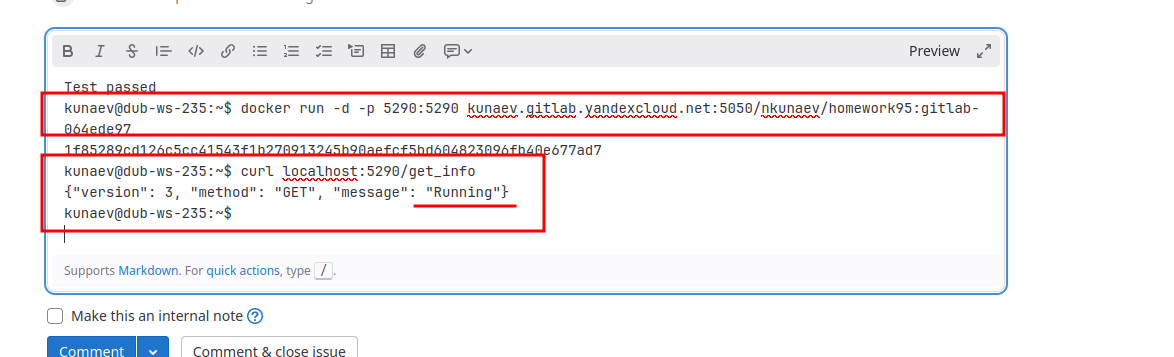 Preview
Test passed
kunaev@dub-ws-235:~$ docker run -d -p 5290:5290 kunaev.gitlab.yandexcloud.net:5050/nkunaev/homework95:gitlab-
064ede97
1f85289cd126c5cc41543f1b270913245b90aefcf5bd604823096fb40e677ad7
kunaev@dub-ws-235:~$ curl localhost:5290/get_info
{"version": 3, "method": "GET", "message": "Running"}
kunaev@dub-ws-235:~$
Supports Markdown. For quick actions, type /.
Make this an internal note
Comment
Comment & close issue